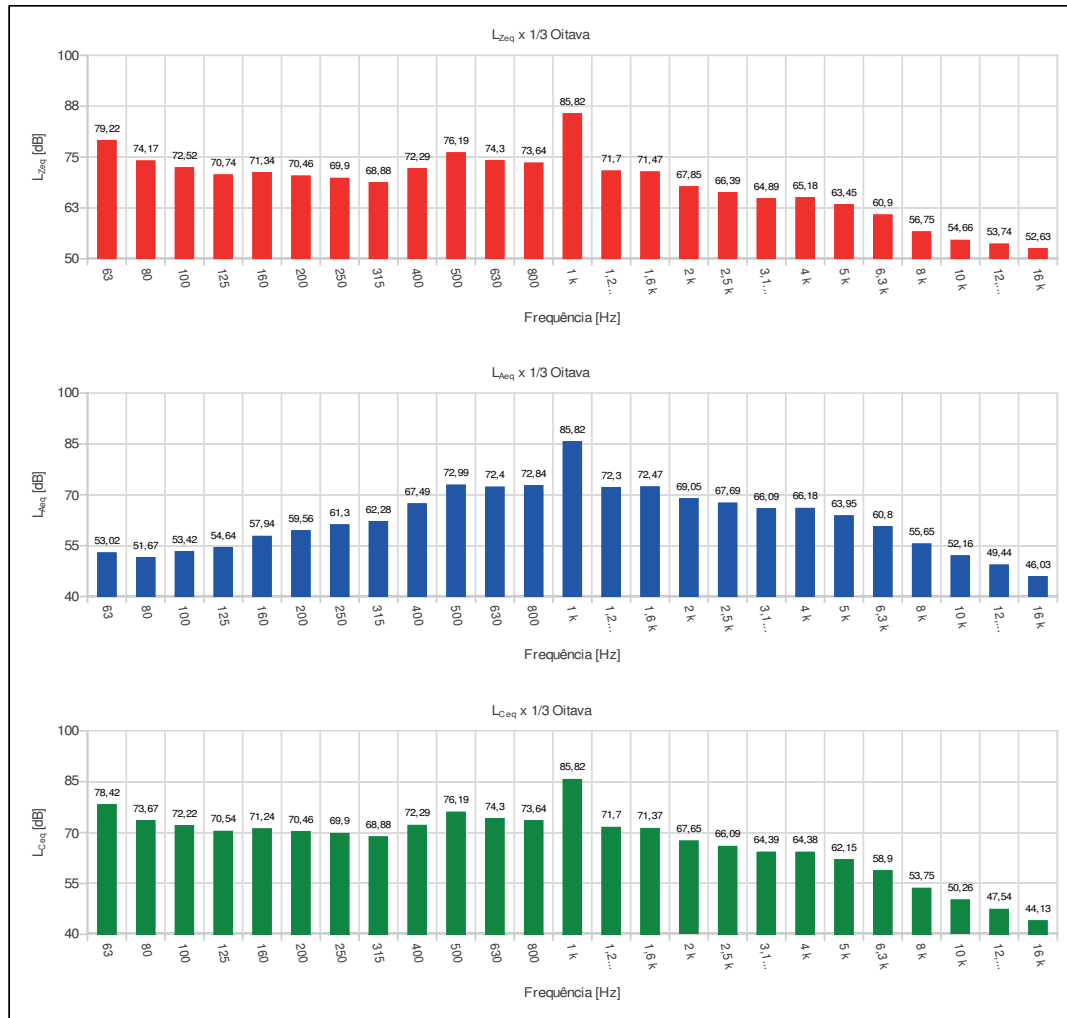 L_Zeq x 1/3 Oitava
L_Zeq [dB]
100
88
75
63
50
79,22 74,17 72,52 70,74 71,34 70,46 69,9 68,88 72,29 76,19 74,3 73,64 85,82 71,7 71,47 67,85 66,39 64,89 65,18 63,45 60,9 56,75 54,66 53,74 52,63
63 80 100 125 160 200 250 315 400 500 630 800 1 k 1,2... 1,6 k 2 k 2,5 k 3,1... 4 k 5 k 6,3 k 8 k 10 k 12,... 16 k
Frequência [Hz]
L_Aeq x 1/3 Oitava
L_Aeq [dB]
100
85
70
55
40
53,02 51,67 53,42 54,64 57,94 59,56 61,3 62,28 67,49 72,99 72,4 72,84 85,82 72,3 72,47 69,05 67,69 66,09 66,18 63,95 60,8 55,65 52,16 49,44 46,03
63 80 100 125 160 200 250 315 400 500 630 800 1 k 1,2... 1,6 k 2 k 2,5 k 3,1... 4 k 5 k 6,3 k 8 k 10 k 12,... 16 k
Frequência [Hz]
L_Ceq x 1/3 Oitava
L_Ceq [dB]
100
85
70
55
40
78,42 73,67 72,22 70,54 71,24 70,46 69,9 68,88 72,29 76,19 74,3 73,64 85,82 71,7 71,37 67,65 66,09 64,39 64,38 62,15 58,9 53,75 50,26 47,54 44,13
63 80 100 125 160 200 250 315 400 500 630 800 1 k 1,2... 1,6 k 2 k 2,5 k 3,1... 4 k 5 k 6,3 k 8 k 10 k 12,... 16 k
Frequência [Hz]